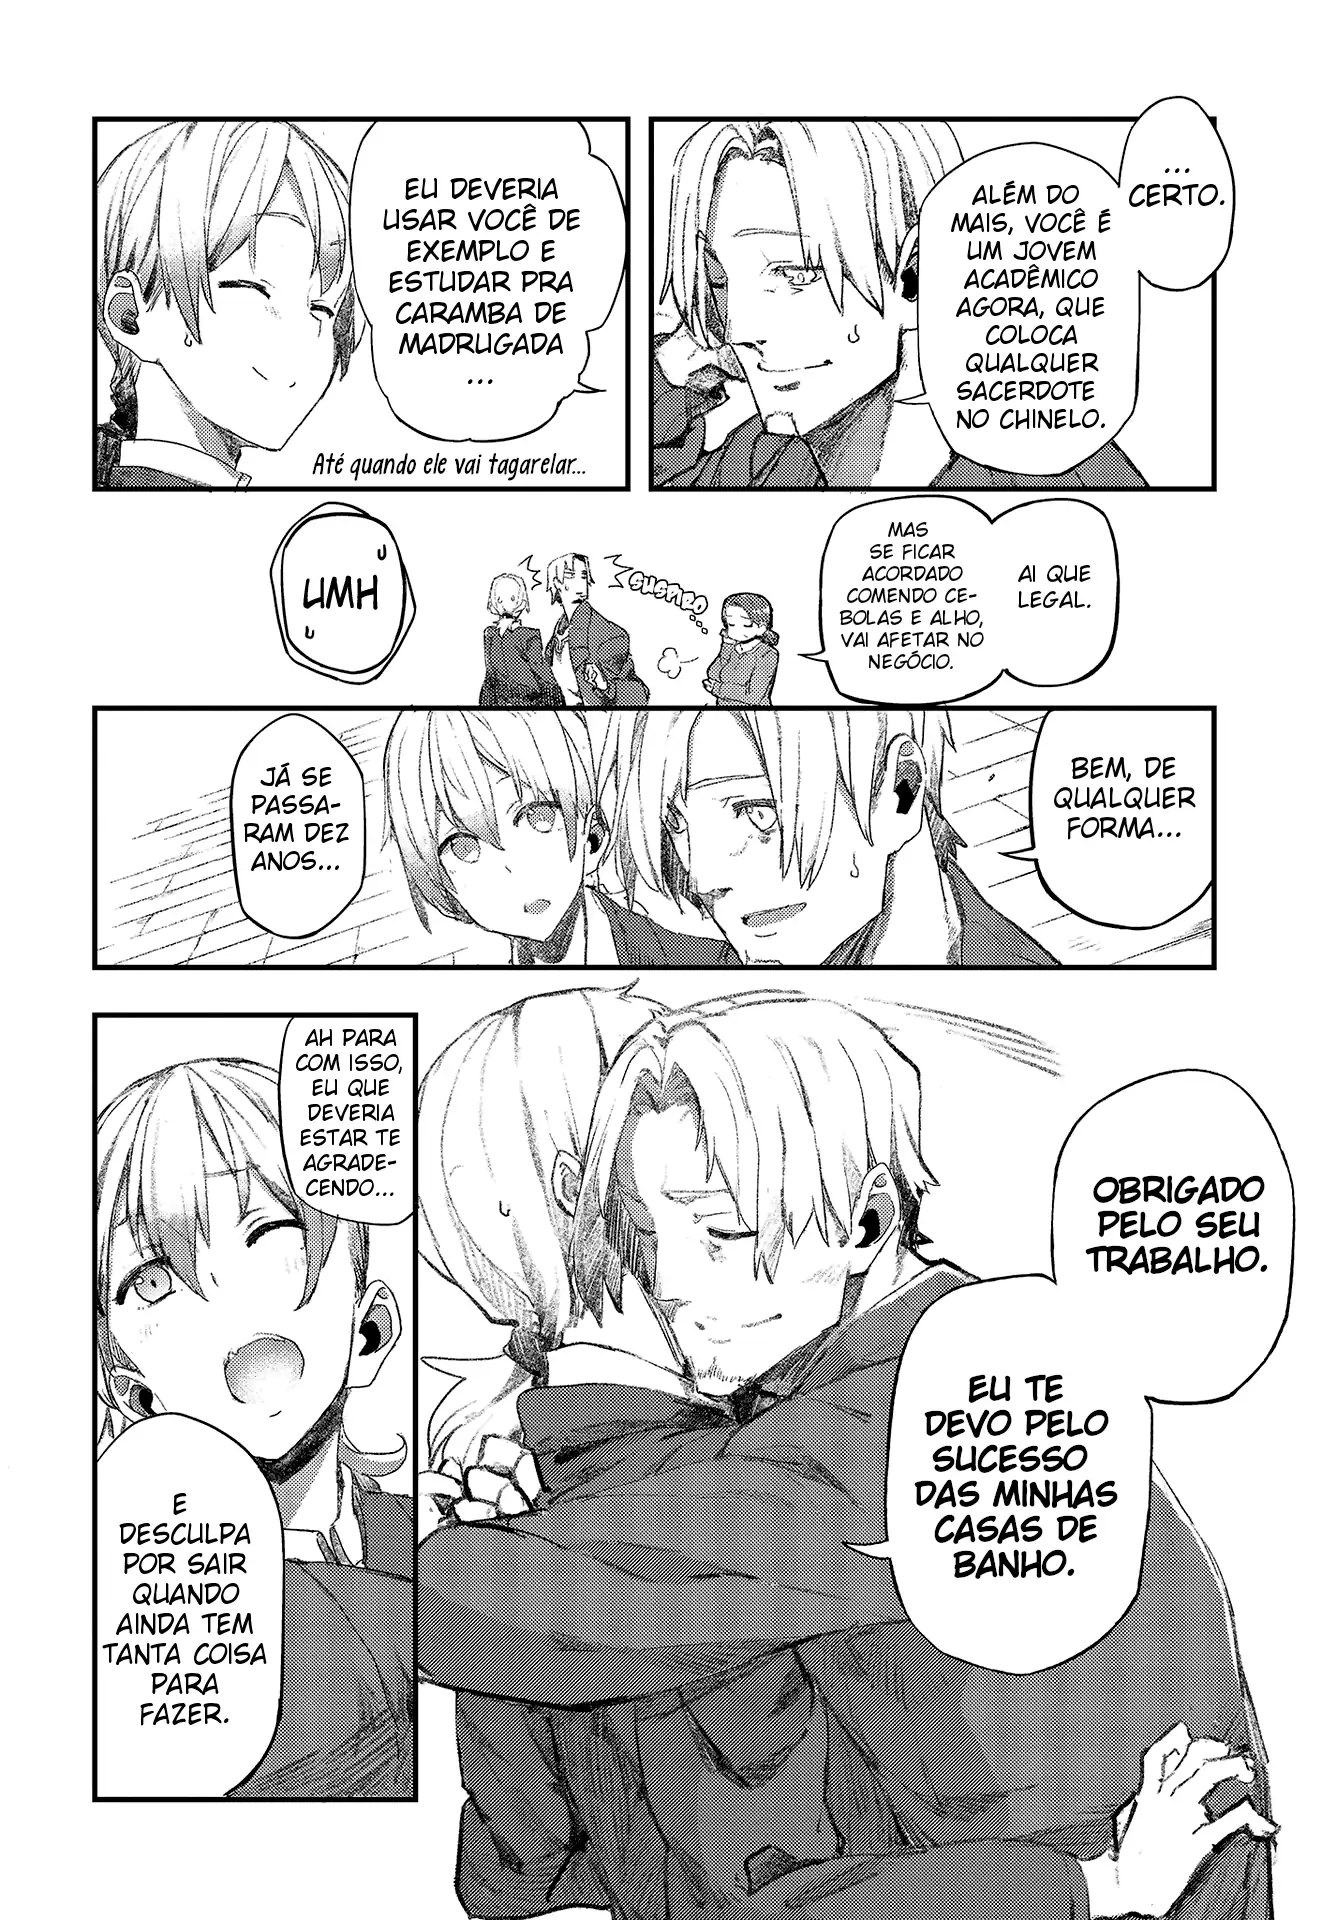 ...
CERTO.
ALÉM DO
MAIS, VOCÊ É
UM JOVEM
ACADÊMICO
AGORA, QUE
COLOCA
QUALQUER
SACERDOTE
NO CHINELO.
EU DEVERIA
USAR VOCÊ DE
EXEMPLO E
ESTUDAR PRA
CARAMBA DE
MADRUGADA
...
Até quando ele vai tagarelar...
AI QUE
LEGAL.
MAS
SE FICAR
ACORDADO
COMENDO CE-
BOLAS E ALHO,
VAI AFETAR NO
NEGÓCIO.
SUSPIRO...
UMH
BEM, DE
QUALQUER
FORMA...
JÁ SE
PASSA-
RAM DEZ
ANOS...
OBRIGADO
PELO SEU
TRABALHO.
EU TE
DEVO PELO
SUCESSO
DAS MINHAS
CASAS DE
BANHO.
AH PARA
COM ISSO,
EU QUE
DEVERIA
ESTAR TE
AGRADE-
CENDO...
E
DESCULPA
POR SAIR
QUANDO
AINDA TEM
TANTA COISA
PARA
FAZER.